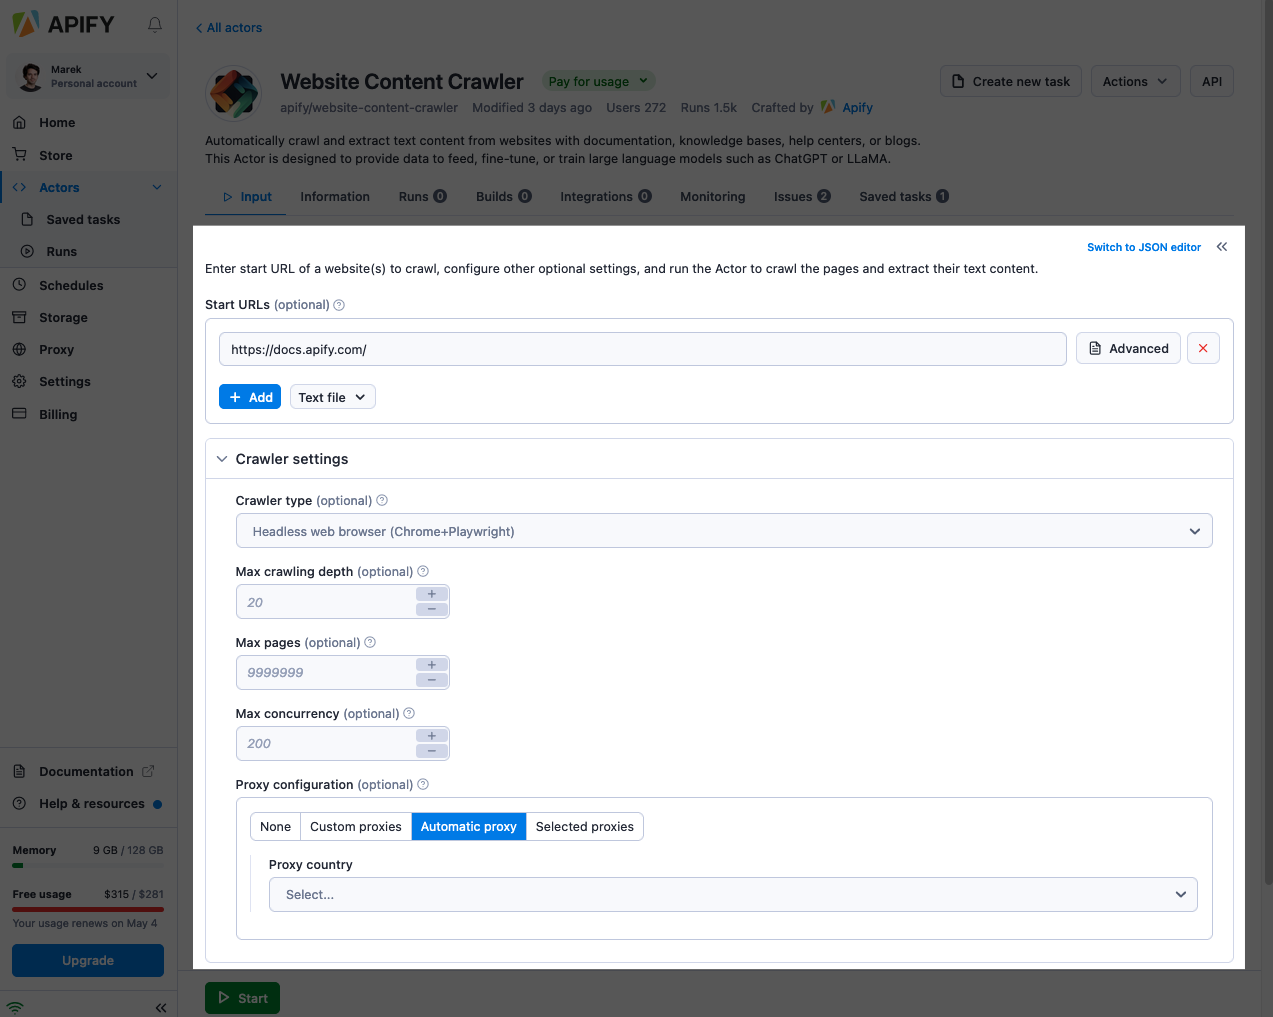 APIFY
Marek
Personal account
Home
Store
Actors
Saved tasks
Runs
Schedules
Storage
Proxy
Settings
Billing
Documentation
Help & resources
Memory 9 GB / 128 GB
Free usage $315 / $281
Your usage renews on May 4
Upgrade
All actors
Website Content Crawler Pay for usage
Create new task Actions API
apify/website-content-crawler Modified 3 days ago Users 272 Runs 1.5k Crafted by Apify
Automatically crawl and extract text content from websites with documentation, knowledge bases, help centers, or blogs.
This Actor is designed to provide data to feed, fine-tune, or train large language models such as ChatGPT or LLaMA.
Input Information Runs 0 Builds 0 Integrations 0 Monitoring Issues 2 Saved tasks 1
Switch to JSON editor
Enter start URL of a website(s) to crawl, configure other optional settings, and run the Actor to crawl the pages and extract their text content.
Start URLs (optional) ?
https://docs.apify.com/ Advanced
+ Add Text file
Crawler settings
Crawler type (optional) ?
Headless web browser (Chrome+Playwright)
Max crawling depth (optional) ?
20 + −
Max pages (optional) ?
9999999 + −
Max concurrency (optional) ?
200 + −
Proxy configuration (optional) ?
None Custom proxies Automatic proxy Selected proxies
Proxy country
Select...
Start